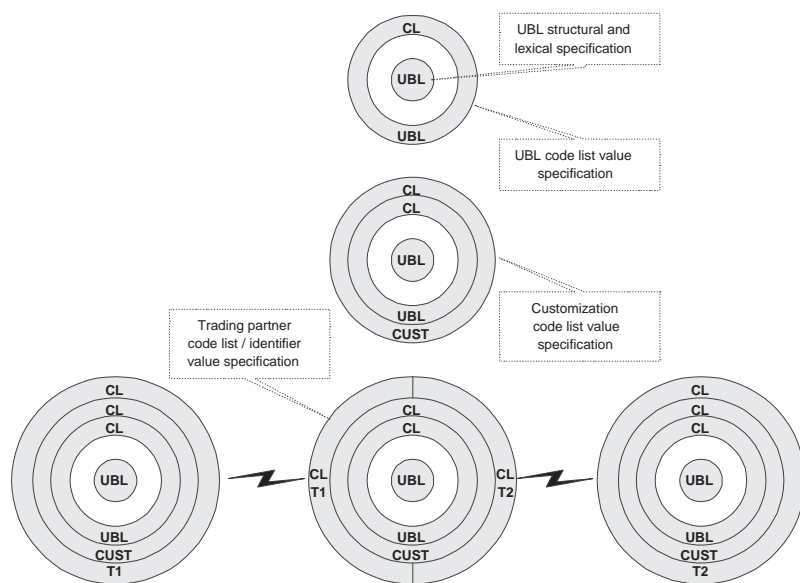 CL
UBL
UBL
UBL structural and
lexical specification
UBL code list value
specification
CL
CL
UBL
UBL
CUST
Customization
code list value
specification
Trading partner
code list / identifier
value specification
CL
CL
CL
UBL
UBL
CUST
T1
CL
CL
UBL
CL
T1
CL
T2
UBL
CUST
CL
CL
CL
UBL
UBL
CUST
T2